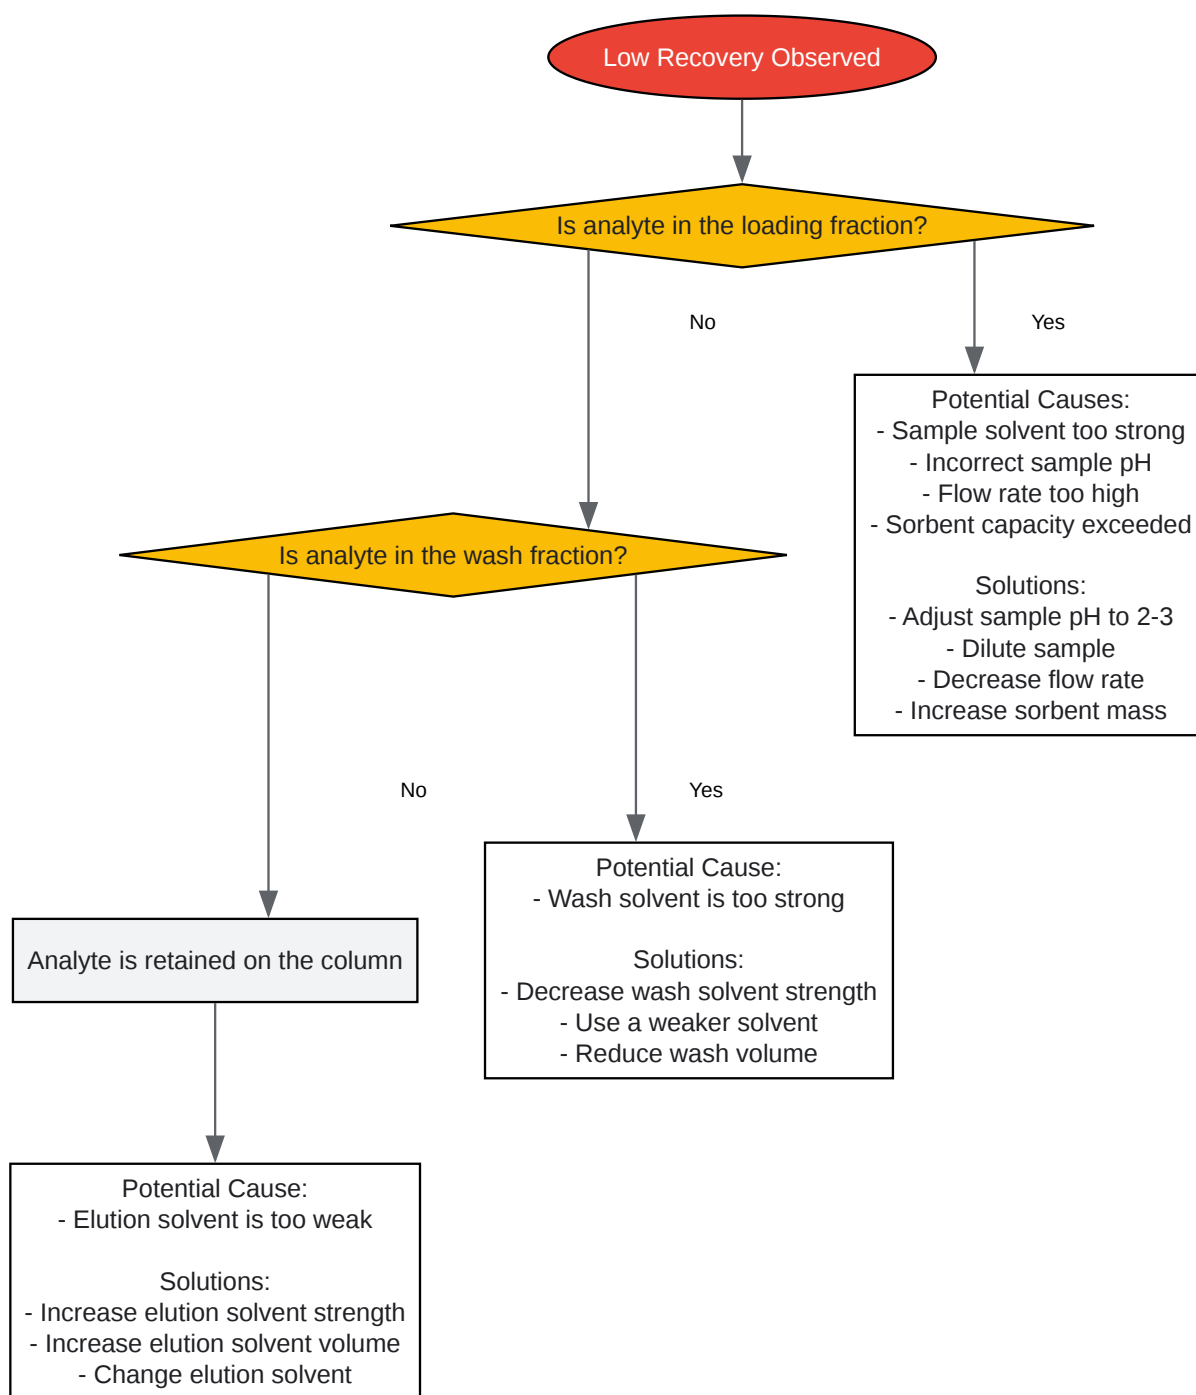 Low Recovery Observed
Is analyte in the loading fraction?
No
Yes
Potential Causes:
- Sample solvent too strong
- Incorrect sample pH
- Flow rate too high
- Sorbent capacity exceeded
Solutions:
- Adjust sample pH to 2-3
- Dilute sample
- Decrease flow rate
- Increase sorbent mass
Is analyte in the wash fraction?
No
Yes
Potential Cause:
- Wash solvent is too strong
Solutions:
- Decrease wash solvent strength
- Use a weaker solvent
- Reduce wash volume
Analyte is retained on the column
Potential Cause:
- Elution solvent is too weak
Solutions:
- Increase elution solvent strength
- Increase elution solvent volume
- Change elution solvent